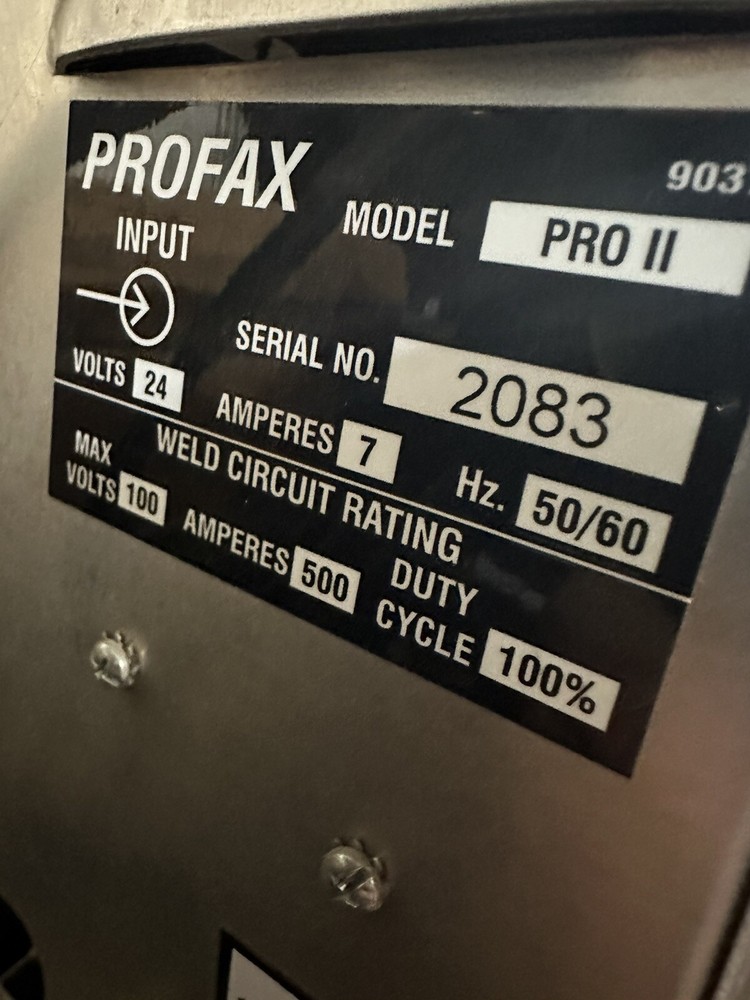 PROFAX 903
INPUT MODEL PRO II
SERIAL NO. 2083
VOLTS 24 AMPERES 7 Hz. 50/60
WELD CIRCUIT RATING
MAX VOLTS 100 AMPERES 500 DUTY CYCLE 100%